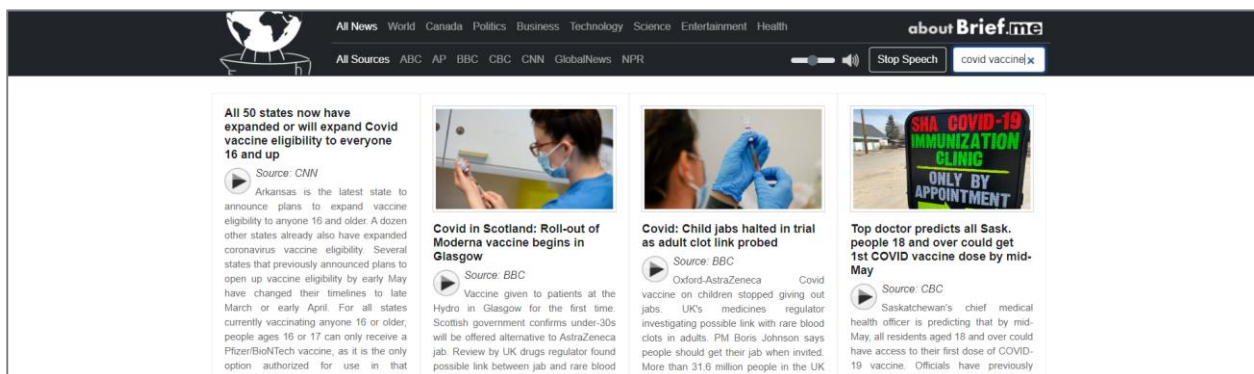 All News World Canada Politics Business Technology Science Entertainment Health
about Brief.me
All Sources ABC AP BBC CBC CNN GlobalNews NPR
Stop Speech
covid vaccine x
All 50 states now have
expanded or will expand Covid
vaccine eligibility to everyone
16 and up
Source: CNN
Arkansas is the latest state to
announce plans to expand vaccine
eligibility to anyone 16 and older. A dozen
other states already also have expanded
coronavirus vaccine eligibility. Several
states that previously announced plans to
open up vaccine eligibility by early May
have changed their timelines to late
March or early April. For all states
currently vaccinating anyone 16 or older,
people ages 16 or 17 can only receive a
Pfizer/BioNTech vaccine, as it is the only
option authorized for use in that
Covid in Scotland: Roll-out of
Moderna vaccine begins in
Glasgow
Source: BBC
Vaccine given to patients at the
Hydro in Glasgow for the first time.
Scottish government confirms under-30s
will be offered alternative to AstraZeneca
jab. Review by UK drugs regulator found
possible link between jab and rare blood
Covid: Child jabs halted in trial
as adult clot link probed
Source: BBC
Oxford-AstraZeneca Covid
vaccine on children stopped giving out
jabs. UK's medicines regulator
investigating possible link with rare blood
clots in adults. PM Boris Johnson says
people should get their jab when invited.
More than 31.6 million people in the UK
SHA COVID-19
IMMUNIZATION
CLINIC
ONLY BY
APPOINTMENT
Top doctor predicts all Sask.
people 18 and over could get
1st COVID vaccine dose by mid-
May
Source: CBC
Saskatchewan's chief medical
health officer is predicting that by mid-
May, all residents aged 18 and over could
have access to their first dose of COVID-
19 vaccine. Officials have previously